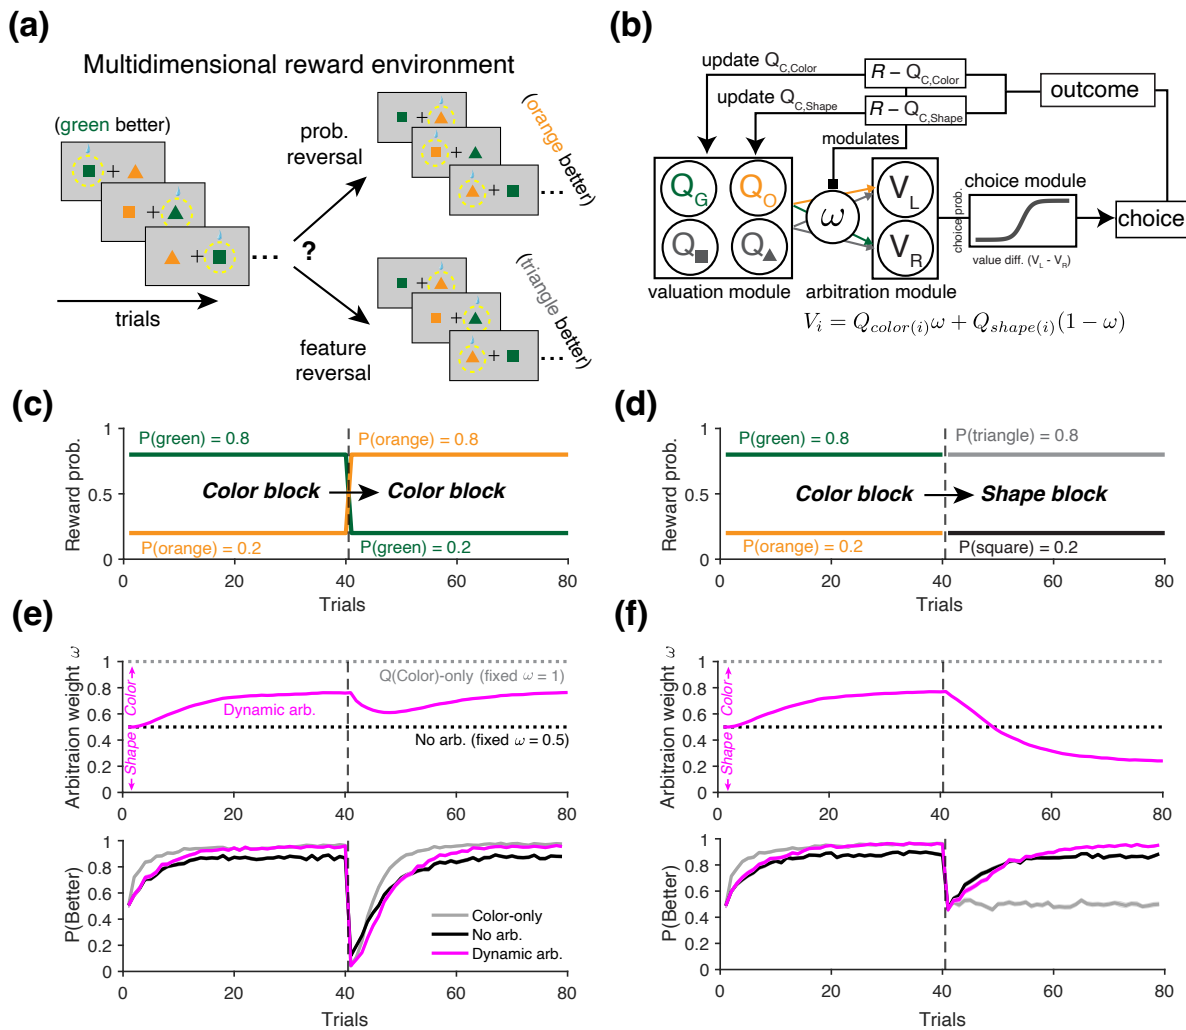 (a)
Multidimensional reward environment
(green better)
prob.
reversal
(orange better)
?
trials
feature
reversal
(triangle better)
(b)
update Q_C,Color
R − Q_C,Color
update Q_C,Shape
R − Q_C,Shape
outcome
modulates
Q_G
Q_O
Q_■
Q_▲
ω
V_L
V_R
choice module
choice prob.
value diff. (V_L - V_R)
choice
valuation module
arbitration module
V_i = Q_color(i)ω + Q_shape(i)(1 − ω)
(c)
Reward prob.
1
0.5
0
P(green) = 0.8
P(orange) = 0.8
Color block
Color block
P(orange) = 0.2
P(green) = 0.2
0 20 40 60 80
Trials
(d)
Reward prob.
1
0.5
0
P(green) = 0.8
P(triangle) = 0.8
Color block
Shape block
P(orange) = 0.2
P(square) = 0.2
0 20 40 60 80
Trials
(e)
Arbitraion weight ω
1
0.8
0.6
0.4
0.2
0
Color
Shape
Q(Color)-only (fixed ω = 1)
Dynamic arb.
No arb. (fixed ω = 0.5)
0 20 40 60 80
P(Better)
1
0.8
0.6
0.4
0.2
0
Color-only
No arb.
Dynamic arb.
0 20 40 60 80
Trials
(f)
Arbitraion weight ω
1
0.8
0.6
0.4
0.2
0
Color
Shape
0 20 40 60 80
P(Better)
1
0.8
0.6
0.4
0.2
0
0 20 40 60 80
Trials